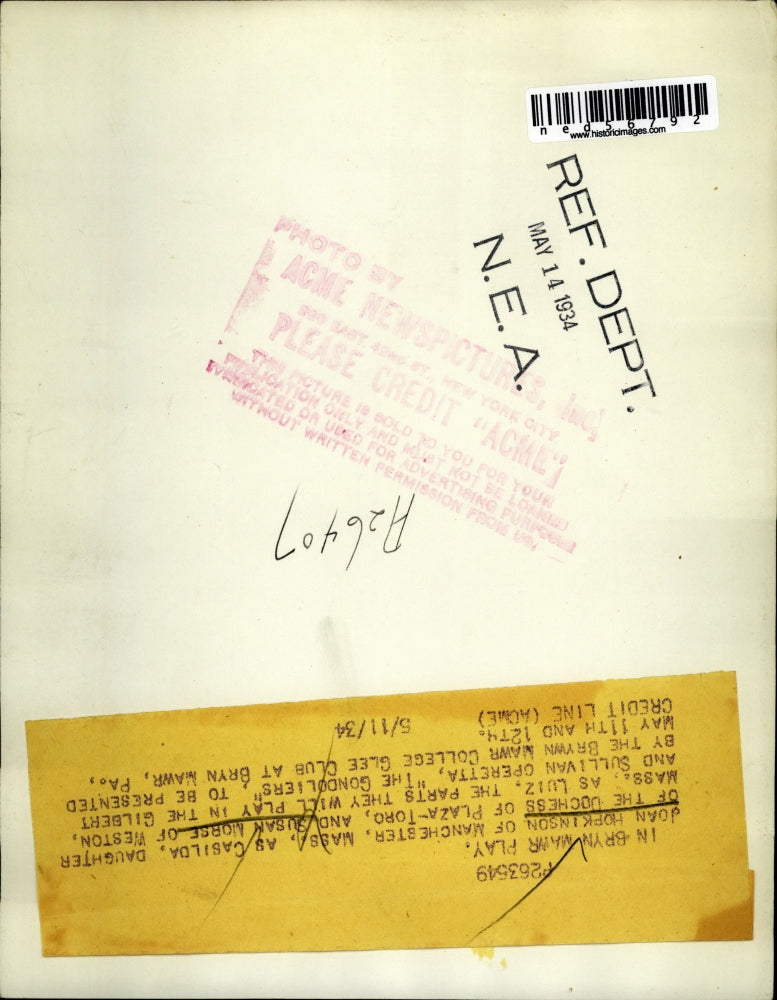 ned56792
www.historicimages.com
REF. DEPT.
MAY 14 1934
N.E.A.
PHOTO BY
ACME NEWSPICTURES, Inc.
220 EAST 42ND ST., NEW YORK CITY
PLEASE CREDIT "ACME"
THIS PICTURE IS SOLD TO YOU FOR YOUR
PUBLICATION ONLY AND MUST NOT BE LOANED
SYNDICATED OR USED FOR ADVERTISING PURPOSES
WITHOUT WRITTEN PERMISSION FROM US.
A26407
P263549
IN BRYN MAWR PLAY.
JOAN HOPKINSON OF MANCHESTER, MASS, AS CASILDA, DAUGHTER
OF THE DUCHESS OF PLAZA-TORO, AND SUSAN MORSE OF WESTON,
MASS., AS LUIZ, THE PARTS THEY WILL PLAY IN THE GILBERT
AND SULLIVAN OPERETTA, "THE GONDOLIERS", TO BE PRESENTED
BY THE BRYWN MAWR COLLEGE GLEE CLUB AT BRYN MAWR, PA.,
MAY 11TH AND 12TH.
CREDIT LINE (ACME) 5/11/34